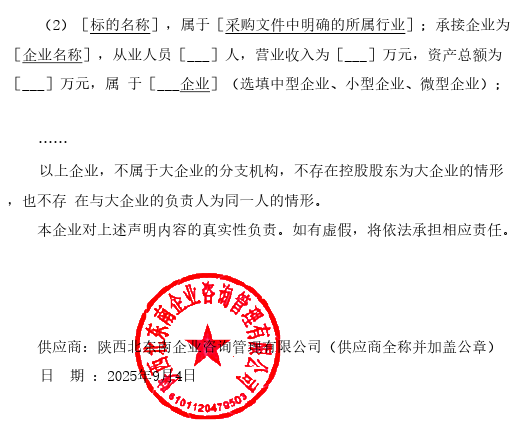 （2）［标的名称］，属于［采购文件中明确的所属行业］；承接企业为
［企业名称］，从业人员［___］人，营业收入为［___］万元，资产总额为
［___］万元，属 于［___企业］（选填中型企业、小型企业、微型企业）；
……
以上企业，不属于大企业的分支机构，不存在控股股东为大企业的情形
，也不存 在与大企业的负责人为同一人的情形。
本企业对上述声明内容的真实性负责。如有虚假，将依法承担相应责任。
供应商：陕西北东南企业咨询管理有限公司（供应商全称并加盖公章）
日 期 ：2025年9月4日
陕西北东南企业咨询管理有限公司
6101120479503